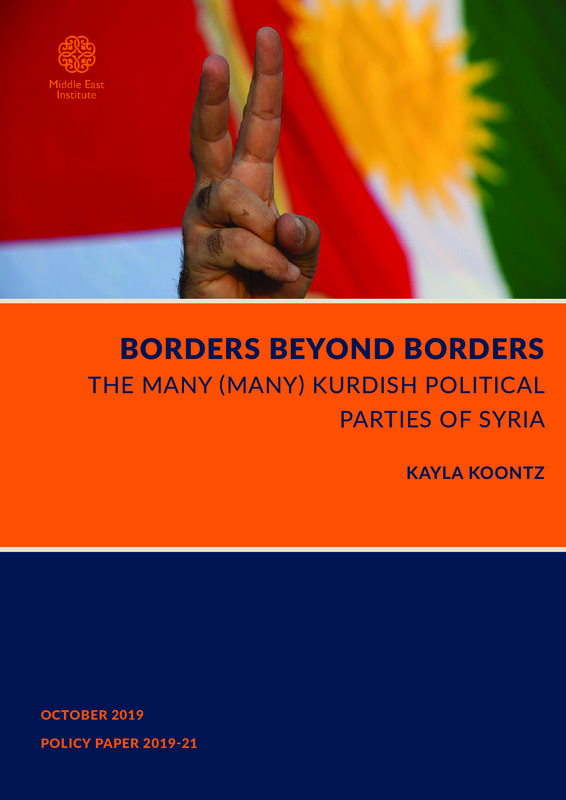 Middle East
Institute
BORDERS BEYOND BORDERS
THE MANY (MANY) KURDISH POLITICAL
PARTIES OF SYRIA
KAYLA KOONTZ
OCTOBER 2019
POLICY PAPER 2019-21